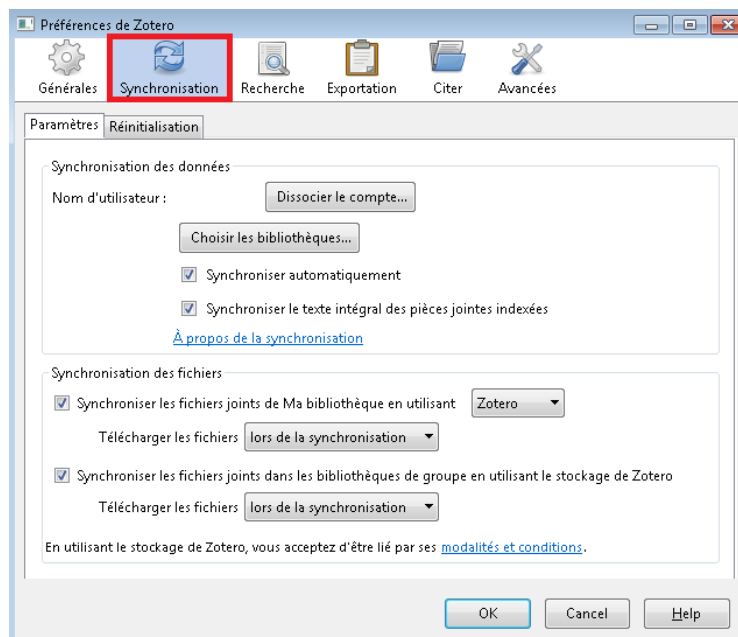 Préférences de Zotero
Générales Synchronisation Recherche Exportation Citer Avancées
Paramètres Réinitialisation
Synchronisation des données
Nom d'utilisateur : Dissocier le compte...
Choisir les bibliothèques...
Synchroniser automatiquement
Synchroniser le texte intégral des pièces jointes indexées
À propos de la synchronisation
Synchronisation des fichiers
Synchroniser les fichiers joints de Ma bibliothèque en utilisant Zotero
Télécharger les fichiers lors de la synchronisation
Synchroniser les fichiers joints dans les bibliothèques de groupe en utilisant le stockage de Zotero
Télécharger les fichiers lors de la synchronisation
En utilisant le stockage de Zotero, vous acceptez d'être lié par ses modalités et conditions.
OK Cancel Help